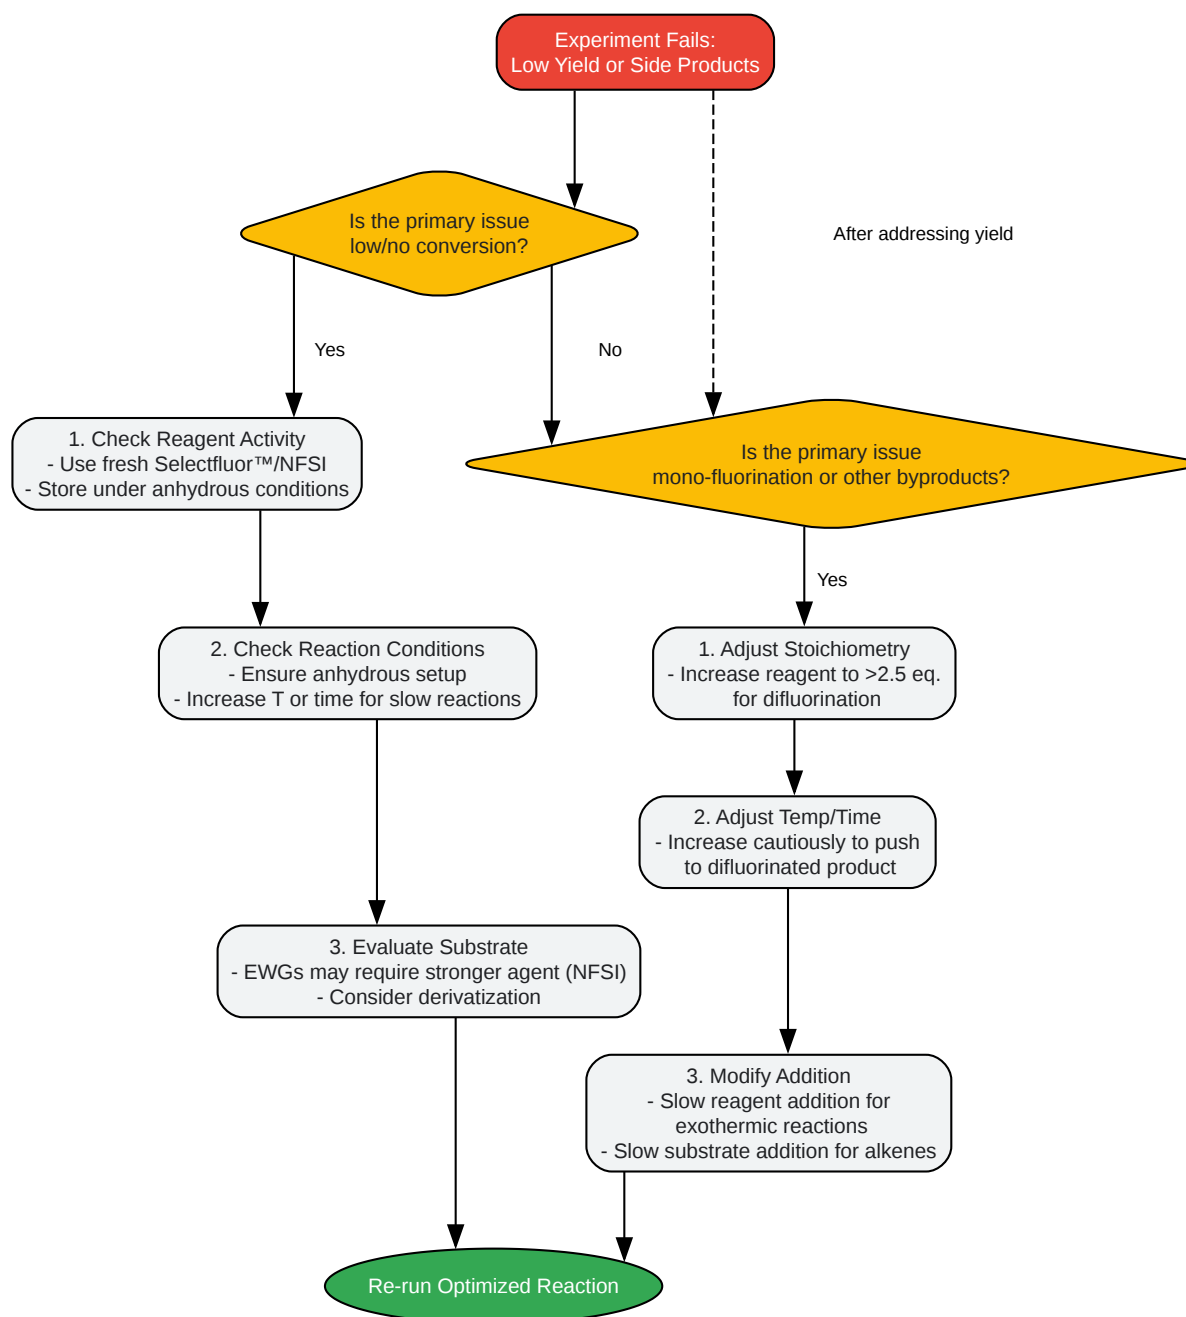 Experiment Fails:
Low Yield or Side Products
Is the primary issue
low/no conversion?
After addressing yield
Yes
No
1. Check Reagent Activity
- Use fresh Selectfluor™/NFSI
- Store under anhydrous conditions
Is the primary issue
mono-fluorination or other byproducts?
Yes
2. Check Reaction Conditions
- Ensure anhydrous setup
- Increase T or time for slow reactions
1. Adjust Stoichiometry
- Increase reagent to >2.5 eq.
for difluorination
2. Adjust Temp/Time
- Increase cautiously to push
to difluorinated product
3. Evaluate Substrate
- EWGs may require stronger agent (NFSI)
- Consider derivatization
3. Modify Addition
- Slow reagent addition for
exothermic reactions
- Slow substrate addition for alkenes
Re-run Optimized Reaction